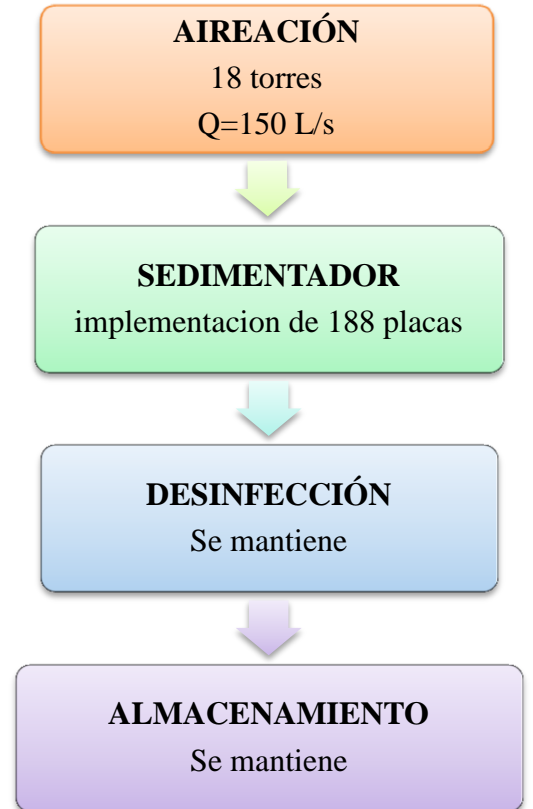 AIREACIÓN
18 torres
Q=150 L/s
SEDIMENTADOR
implementacion de 188 placas
DESINFECCIÓN
Se mantiene
ALMACENAMIENTO
Se mantiene